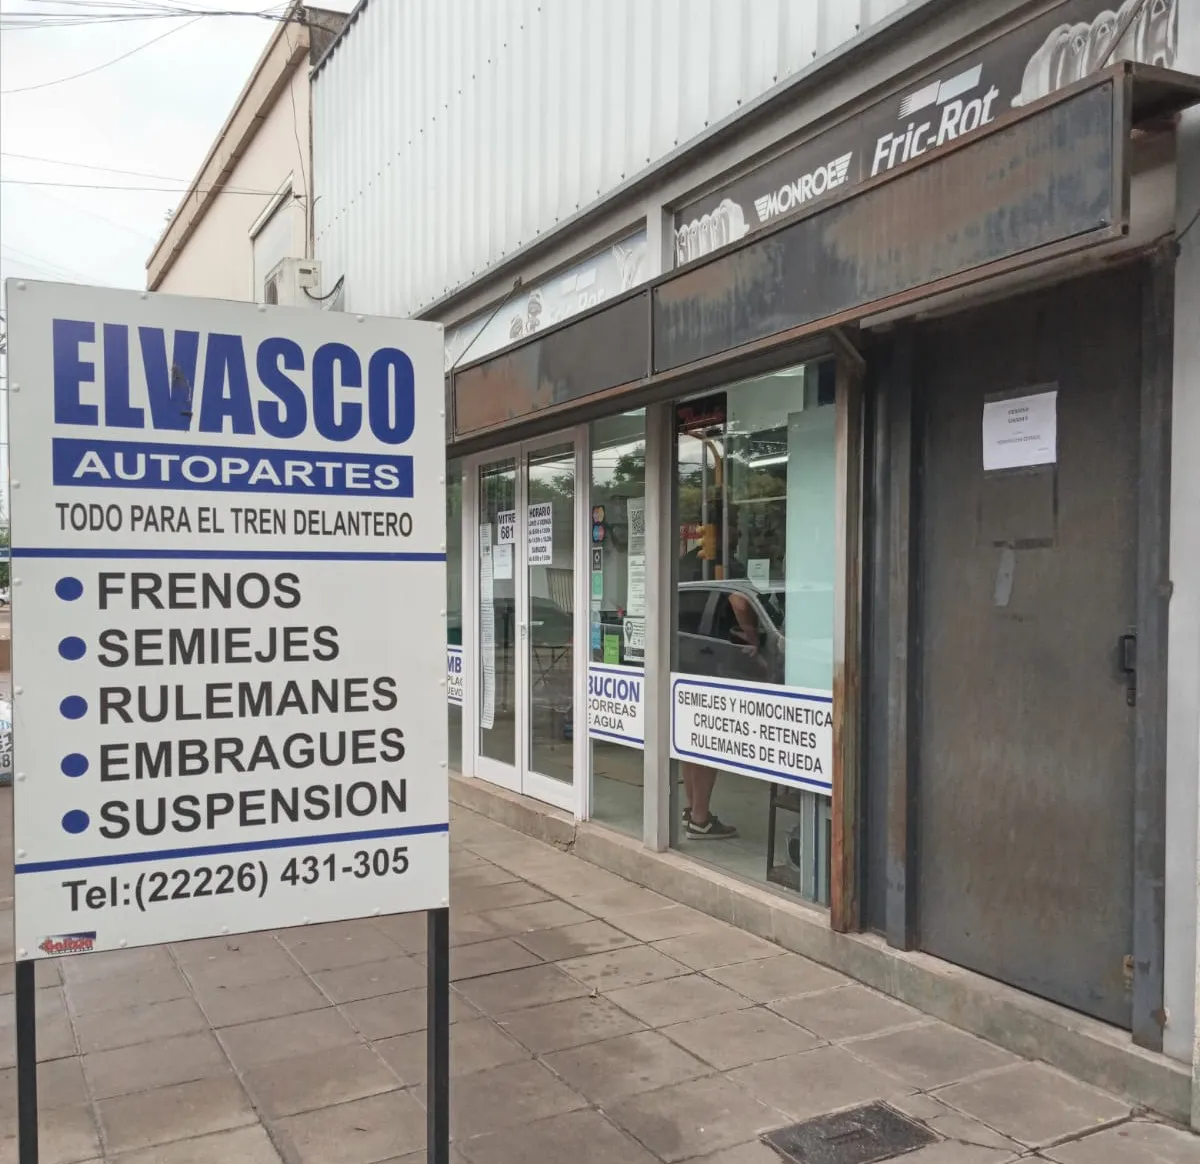 ELVASCO
AUTOPARTES
TODO PARA EL TREN DELANTERO
FRENOS
SEMIEJES
RULEMANES
EMBRAGUES
SUSPENSION
Tel:(22226) 431-305
MONROE
Fric-Rot
MITRE
681
HORARIO
BUCION
CORREAS
E AGUA
SEMIEJES Y HOMOCINETICA
CRUCETAS - RETENES
RULEMANES DE RUEDA